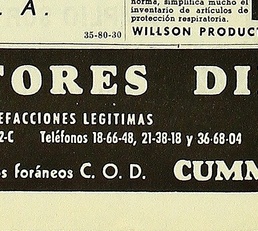 norma, simplifica mucho el
inventario de artículos de
protección respiratoria.
A.
35-80-30
WILLSON PRODUCT
TORES DI
EFACCIONES LEGITIMAS
2-C Teléfonos 18-66-48, 21-38-18 y 36-68-04
s foráneos C. O. D. CUMM